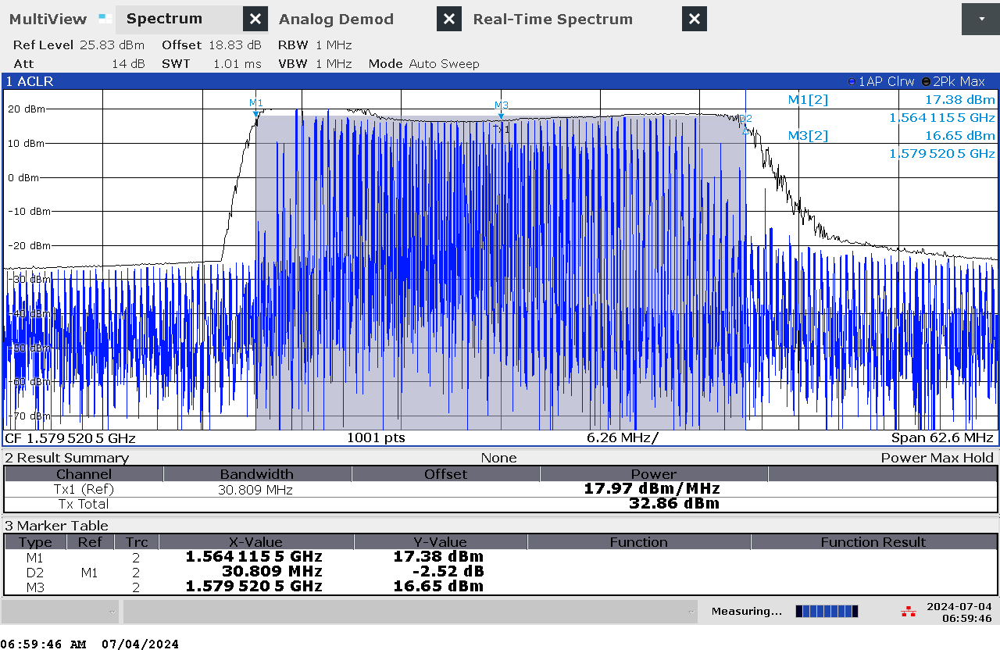 MultiView Spectrum Analog Demod Real-Time Spectrum
Ref Level 25.83 dBm Offset 18.83 dB RBW 1 MHz
Att 14 dB SWT 1.01 ms VBW 1 MHz Mode Auto Sweep
1 ACLR 1AP Clrw 2Pk Max
M1 M3 M1[2] 17.38 dBm
20 dBm 1.564 115 5 GHz
D2
Tx1 M3[2] 16.65 dBm
10 dBm 1.579 520 5 GHz
0 dBm
-10 dBm
-20 dBm
-30 dBm
-40 dBm
-50 dBm
-60 dBm
-70 dBm
CF 1.579 520 5 GHz 1001 pts 6.26 MHz/ Span 62.6 MHz
2 Result Summary None Power Max Hold
Channel Bandwidth Offset Power
Tx1 (Ref) 30.809 MHz 17.97 dBm/MHz
Tx Total 32.86 dBm
3 Marker Table
Type Ref Trc X-Value Y-Value Function Function Result
M1 2 1.564 115 5 GHz 17.38 dBm
D2 M1 2 30.809 MHz -2.52 dB
M3 2 1.579 520 5 GHz 16.65 dBm
Measuring... 2024-07-04
06:59:46
06:59:46 AM 07/04/2024